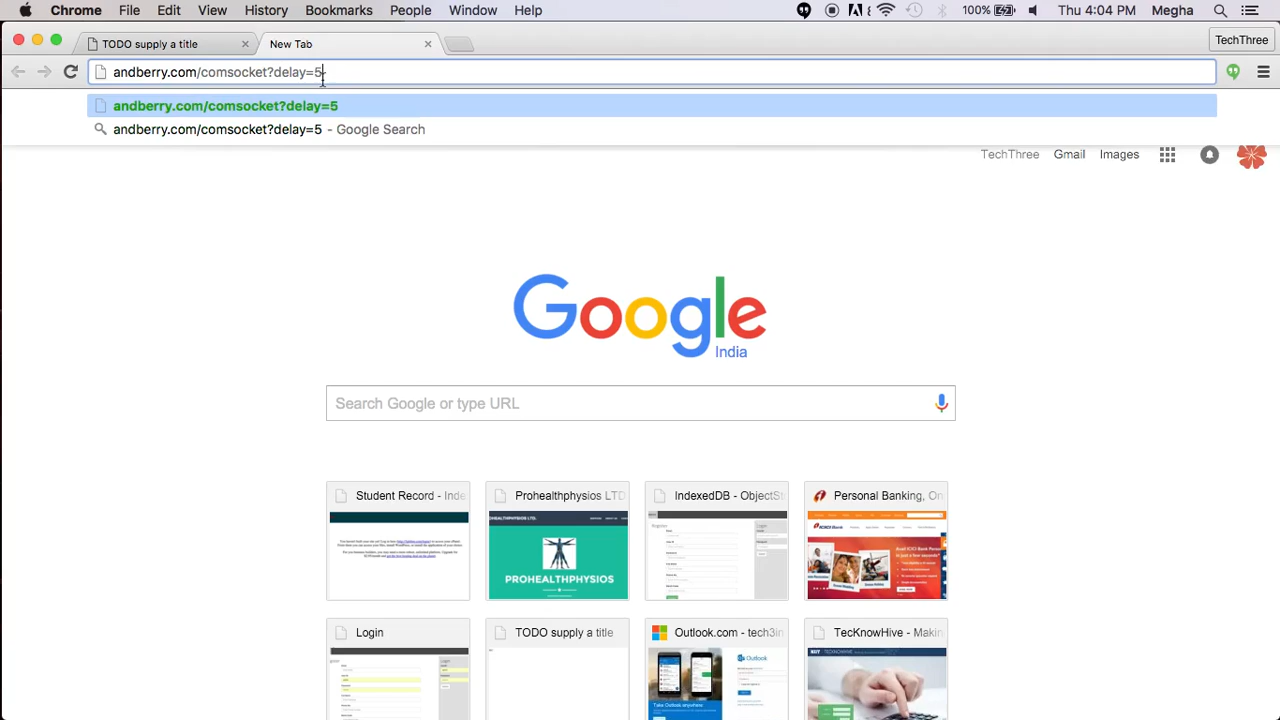 Chrome File Edit View History Bookmarks People Window Help 100% Thu 4:04 PM Megha
TODO supply a title New Tab TechThree
andberry.com/comsocket?delay=5
andberry.com/comsocket?delay=5
andberry.com/comsocket?delay=5 - Google Search
TechThree Gmail Images
Google
India
Search Google or type URL
Student Record - Inde Prohealthphysios LTD IndexedDB - ObjectSt Personal Banking, On
PROHEALTHPHYSIOS
Login TODO supply a title Outlook.com - tech3in TecKnowHive - Makin
Outlook